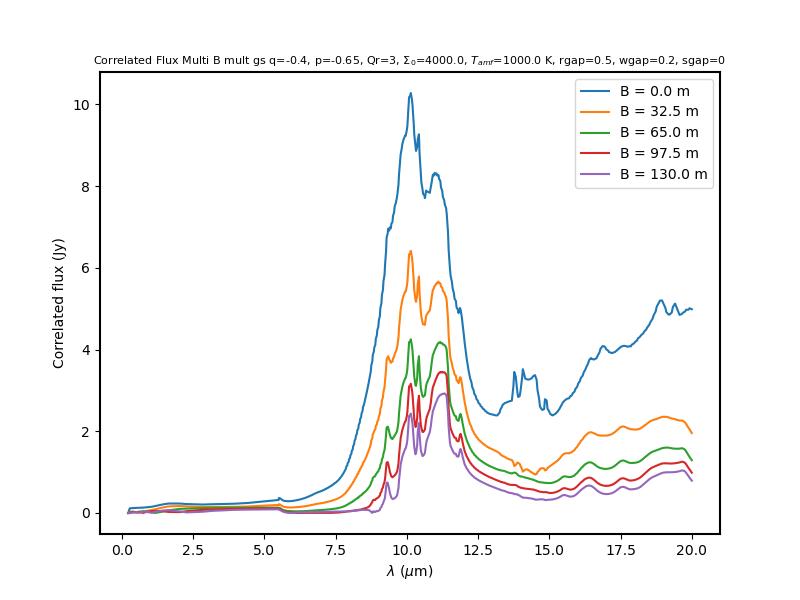 Correlated Flux Multi B mult gs q=-0.4, p=-0.65, Qr=3, Σ₀=4000.0, T_amf=1000.0 K, rgap=0.5, wgap=0.2, sgap=0
B = 0.0 m
B = 32.5 m
B = 65.0 m
B = 97.5 m
B = 130.0 m
Correlated flux (Jy)
10
8
6
4
2
0
0.0 2.5 5.0 7.5 10.0 12.5 15.0 17.5 20.0
λ (μm)